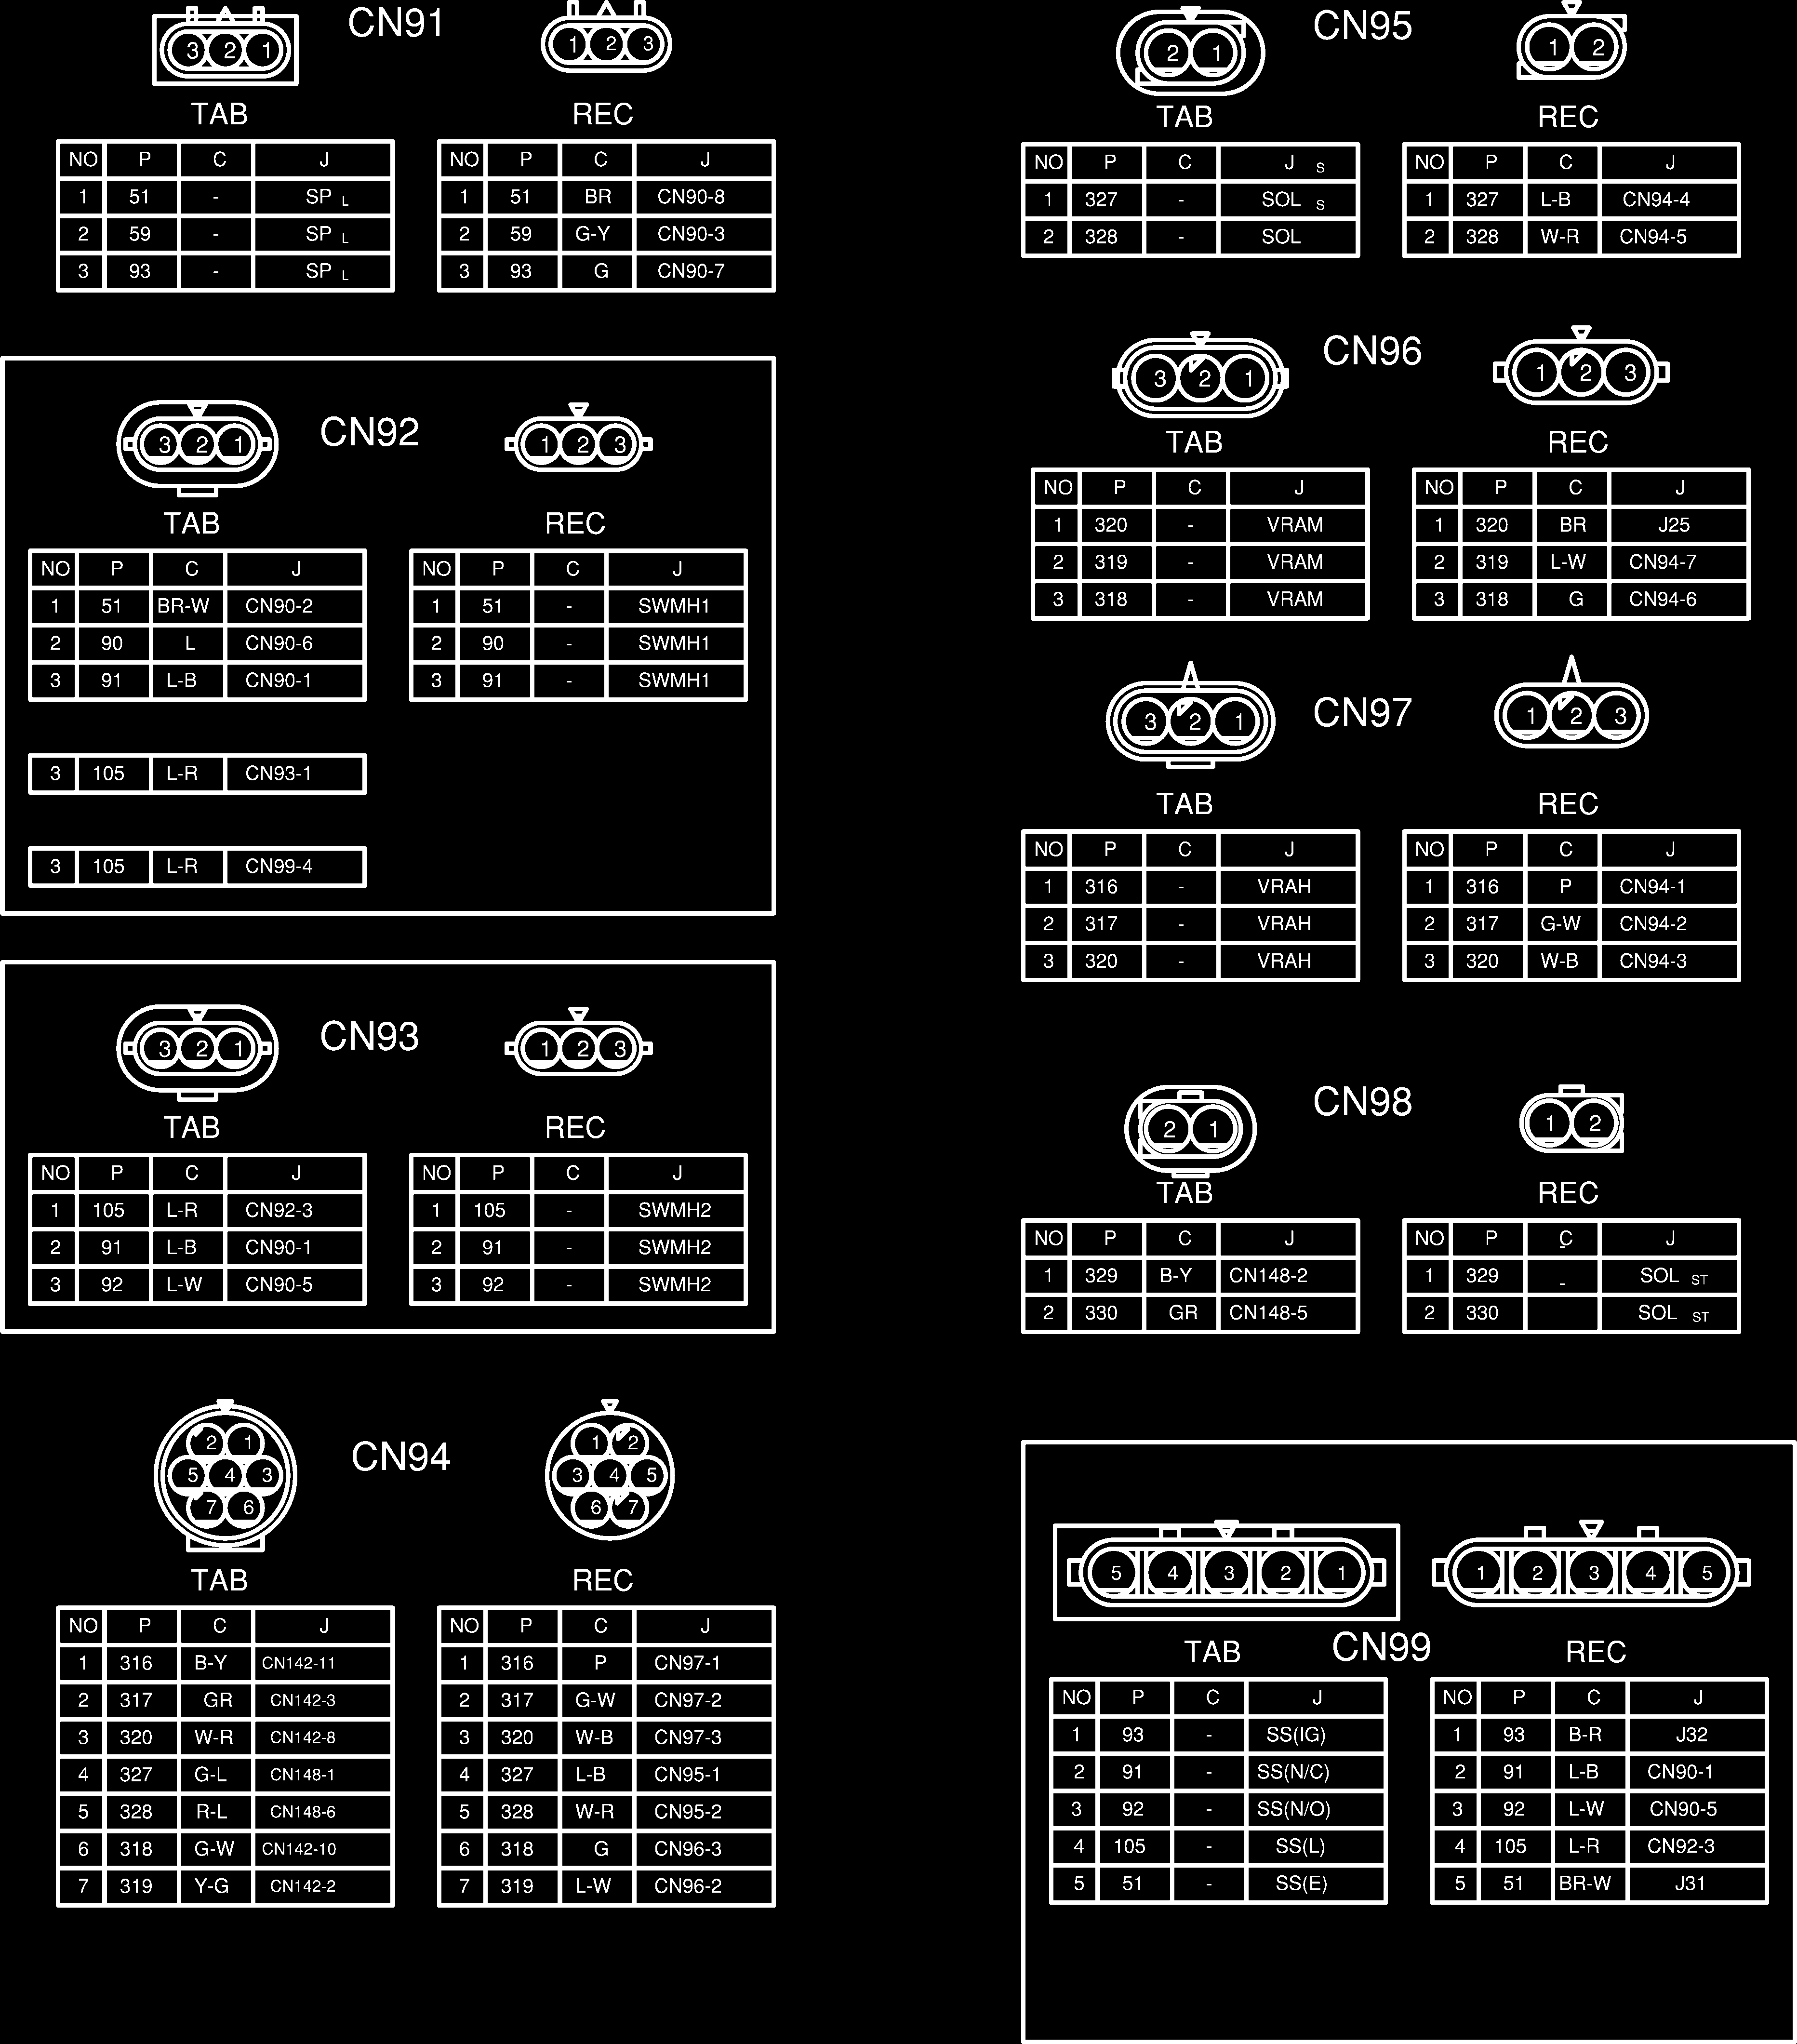 CN91
3 2 1
1 2 3
TAB
NO P C J
1 51 - SP L
2 59 - SP L
3 93 - SP L
REC
NO P C J
1 51 BR CN90-8
2 59 G-Y CN90-3
3 93 G CN90-7
CN92
3 2 1
1 2 3
TAB
NO P C J
1 51 BR-W CN90-2
2 90 L CN90-6
3 91 L-B CN90-1
3 105 L-R CN93-1
3 105 L-R CN99-4
REC
NO P C J
1 51 - SWMH1
2 90 - SWMH1
3 91 - SWMH1
CN93
3 2 1
1 2 3
TAB
NO P C J
1 105 L-R CN92-3
2 91 L-B CN90-1
3 92 L-W CN90-5
REC
NO P C J
1 105 - SWMH2
2 91 - SWMH2
3 92 - SWMH2
CN94
2 1
5 4 3
7 6
1 2
3 4 5
6 7
TAB
NO P C J
1 316 B-Y CN142-11
2 317 GR CN142-3
3 320 W-R CN142-8
4 327 G-L CN148-1
5 328 R-L CN148-6
6 318 G-W CN142-10
7 319 Y-G CN142-2
REC
NO P C J
1 316 P CN97-1
2 317 G-W CN97-2
3 320 W-B CN97-3
4 327 L-B CN95-1
5 328 W-R CN95-2
6 318 G CN96-3
7 319 L-W CN96-2
CN95
2 1
1 2
TAB
NO P C J S
1 327 - SOL S
2 328 - SOL
REC
NO P C J
1 327 L-B CN94-4
2 328 W-R CN94-5
CN96
3 2 1
1 2 3
TAB
NO P C J
1 320 - VRAM
2 319 - VRAM
3 318 - VRAM
REC
NO P C J
1 320 BR J25
2 319 L-W CN94-7
3 318 G CN94-6
CN97
3 2 1
1 2 3
TAB
NO P C J
1 316 - VRAH
2 317 - VRAH
3 320 - VRAH
REC
NO P C J
1 316 P CN94-1
2 317 G-W CN94-2
3 320 W-B CN94-3
CN98
2 1
1 2
TAB
NO P C J
1 329 B-Y CN148-2
2 330 GR CN148-5
REC
NO P C J
1 329 - SOL ST
2 330 SOL ST
5 4 3 2 1
1 2 3 4 5
CN99
TAB
NO P C J
1 93 - SS(IG)
2 91 - SS(N/C)
3 92 - SS(N/O)
4 105 - SS(L)
5 51 - SS(E)
REC
NO P C J
1 93 B-R J32
2 91 L-B CN90-1
3 92 L-W CN90-5
4 105 L-R CN92-3
5 51 BR-W J31